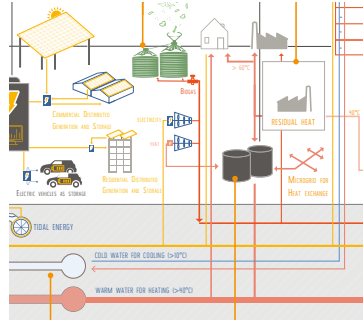 > 60°C
BIOGAS
COMMERCIAL DISTRIBUTED
GENERATION AND STORAGE
ELECTRICITY
HEAT
RESIDUAL HEAT
40°C
ELECTRIC VEHICLES AS STORAGE
RESIDENTIAL DISTRIBUTED
GENERATION AND STORAGE
MICROGRID FOR
HEAT EXCHANGE
TIDAL ENERGY
COLD WATER FOR COOLING (>10°C)
WARM WATER FOR HEATING (>40°C)